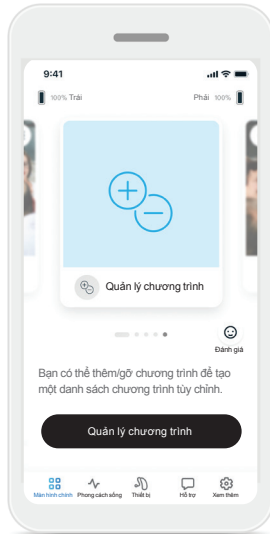 9:41
100% Trái
Phải 100%
Quản lý chương trình
Đánh giá
Bạn có thể thêm/gỡ chương trình để tạo
một danh sách chương trình tùy chỉnh.
Quản lý chương trình
Màn hình chính Phong cách sống Thiết bị Hỗ trợ Xem thêm